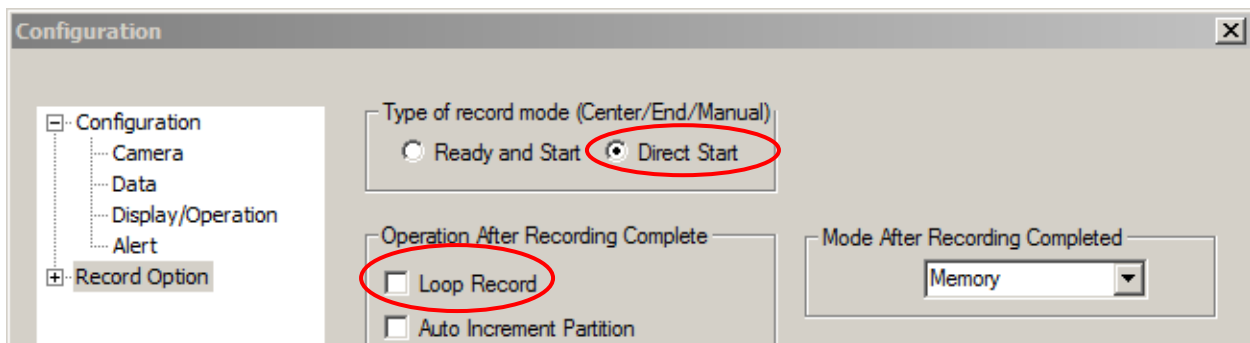 Configuration
Configuration
Camera
Data
Display/Operation
Alert
Record Option
Type of record mode (Center/End/Manual)
Ready and Start Direct Start
Operation After Recording Complete
Loop Record
Auto Increment Partition
Mode After Recording Completed
Memory